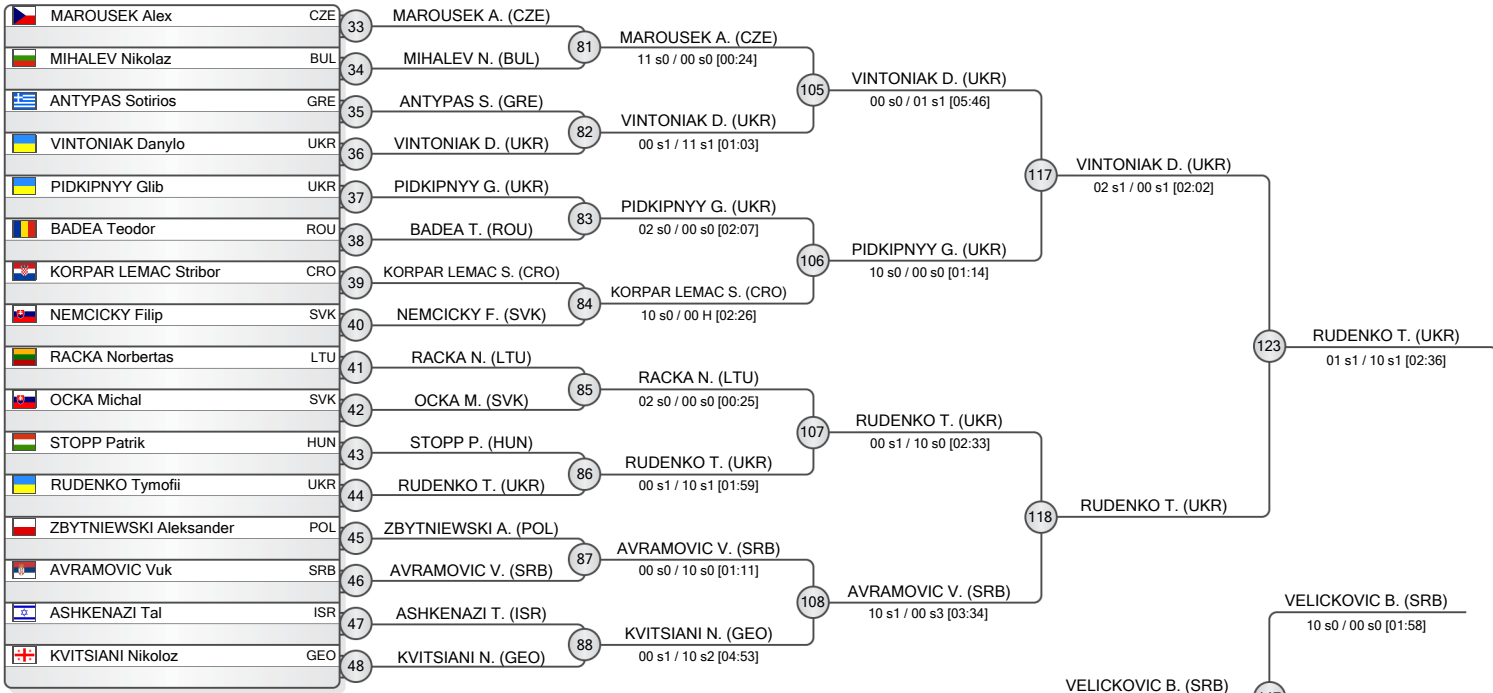 MAROUSEK Alex CZE
MIHALEV Nikolaz BUL
ANTYPAS Sotirios GRE
VINTONIAK Danylo UKR
PIDKIPNYY Glib UKR
BADEA Teodor ROU
KORPAR LEMAC Stribor CRO
NEMCICKY Filip SVK
RACKA Norbertas LTU
OCKA Michal SVK
STOPP Patrik HUN
RUDENKO Tymofii UKR
ZBYTNIEWSKI Aleksander POL
AVRAMOVIC Vuk SRB
ASHKENAZI Tal ISR
KVITSIANI Nikoloz GEO
33 MAROUSEK A. (CZE)
34 MIHALEV N. (BUL)
35 ANTYPAS S. (GRE)
36 VINTONIAK D. (UKR)
37 PIDKIPNYY G. (UKR)
38 BADEA T. (ROU)
39 KORPAR LEMAC S. (CRO)
40 NEMCICKY F. (SVK)
41 RACKA N. (LTU)
42 OCKA M. (SVK)
43 STOPP P. (HUN)
44 RUDENKO T. (UKR)
45 ZBYTNIEWSKI A. (POL)
46 AVRAMOVIC V. (SRB)
47 ASHKENAZI T. (ISR)
48 KVITSIANI N. (GEO)
81 MAROUSEK A. (CZE)
11 s0 / 00 s0 [00:24]
82 VINTONIAK D. (UKR)
00 s1 / 11 s1 [01:03]
83 PIDKIPNYY G. (UKR)
02 s0 / 00 s0 [02:07]
84 KORPAR LEMAC S. (CRO)
10 s0 / 00 H [02:26]
85 RACKA N. (LTU)
02 s0 / 00 s0 [00:25]
86 RUDENKO T. (UKR)
00 s1 / 10 s1 [01:59]
87 AVRAMOVIC V. (SRB)
00 s0 / 10 s0 [01:11]
88 KVITSIANI N. (GEO)
00 s1 / 10 s2 [04:53]
105 VINTONIAK D. (UKR)
00 s0 / 01 s1 [05:46]
106 PIDKIPNYY G. (UKR)
10 s0 / 00 s0 [01:14]
107 RUDENKO T. (UKR)
00 s1 / 10 s0 [02:33]
108 AVRAMOVIC V. (SRB)
10 s1 / 00 s3 [03:34]
117 VINTONIAK D. (UKR)
02 s1 / 00 s1 [02:02]
118 RUDENKO T. (UKR)
123 RUDENKO T. (UKR)
01 s1 / 10 s1 [02:36]
VELICKOVIC B. (SRB)
10 s0 / 00 s0 [01:58]
VELICKOVIC B. (SRB)